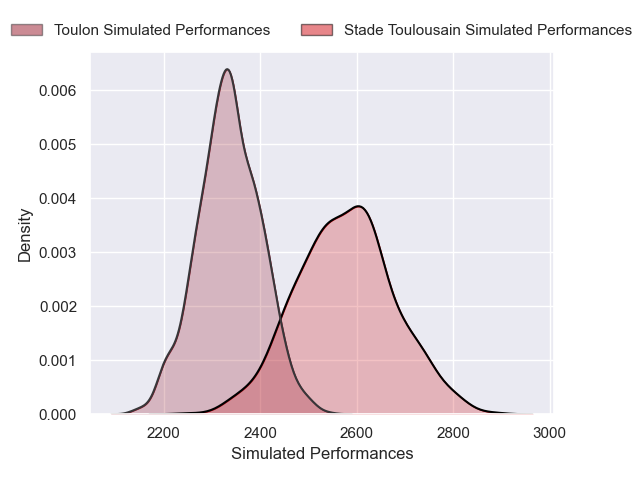 Toulon Simulated Performances
Stade Toulousain Simulated Performances
0.006
0.005
0.004
0.003
0.002
0.001
0.000
Density
2200 2400 2600 2800 3000
Simulated Performances